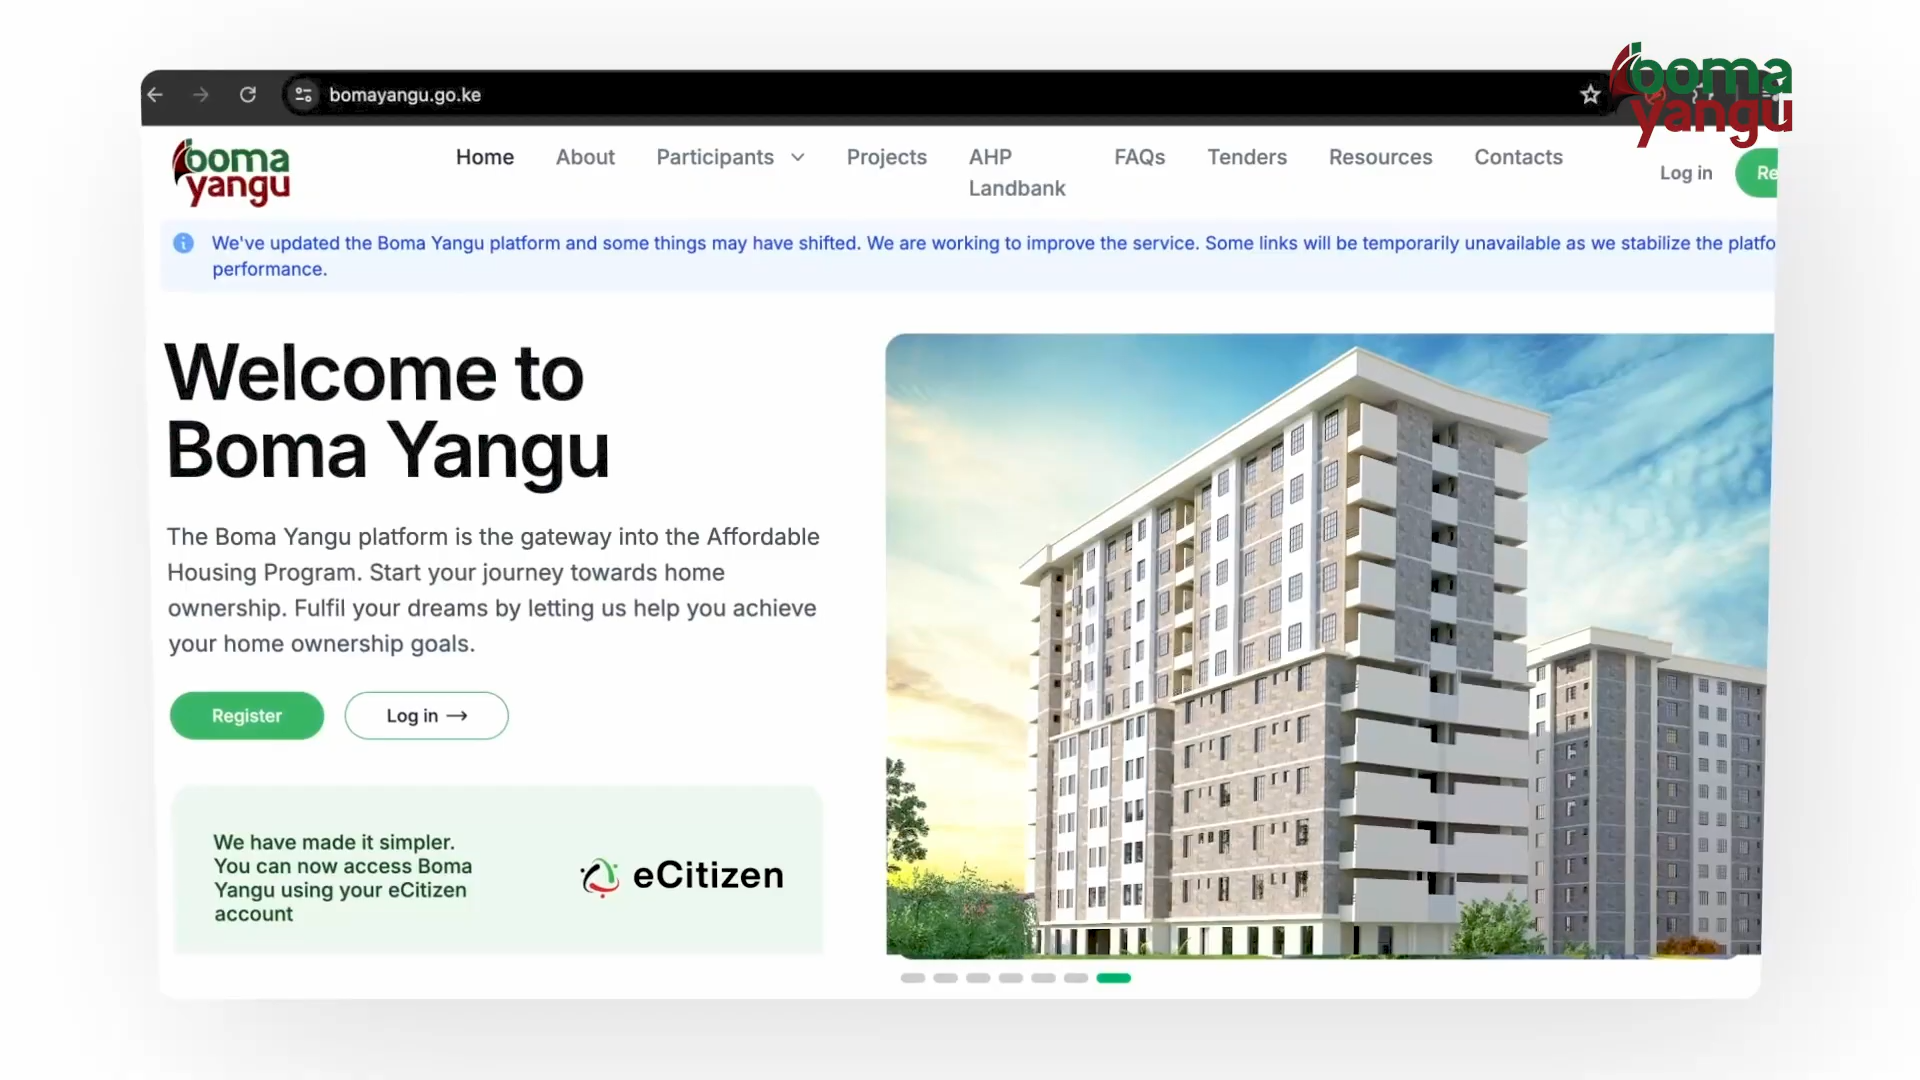 bomayangu.go.ke
boma
yangu
boma
yangu
Home About Participants Projects AHP Landbank FAQs Tenders Resources Contacts
Log in Re
We've updated the Boma Yangu platform and some things may have shifted. We are working to improve the service. Some links will be temporarily unavailable as we stabilize the platfo
performance.
Welcome to
Boma Yangu
The Boma Yangu platform is the gateway into the Affordable
Housing Program. Start your journey towards home
ownership. Fulfil your dreams by letting us help you achieve
your home ownership goals.
Register Log in →
We have made it simpler.
You can now access Boma
Yangu using your eCitizen
account
eCitizen